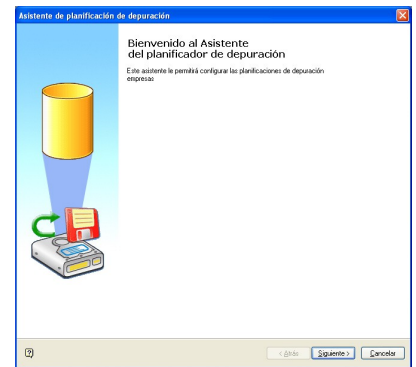 Asistente de planificación de depuración
Bienvenido al Asistente
del planificador de depuración
Este asistente le permitirá configurar las planificaciones de depuración
empresas
< Atrás Siguiente > Cancelar